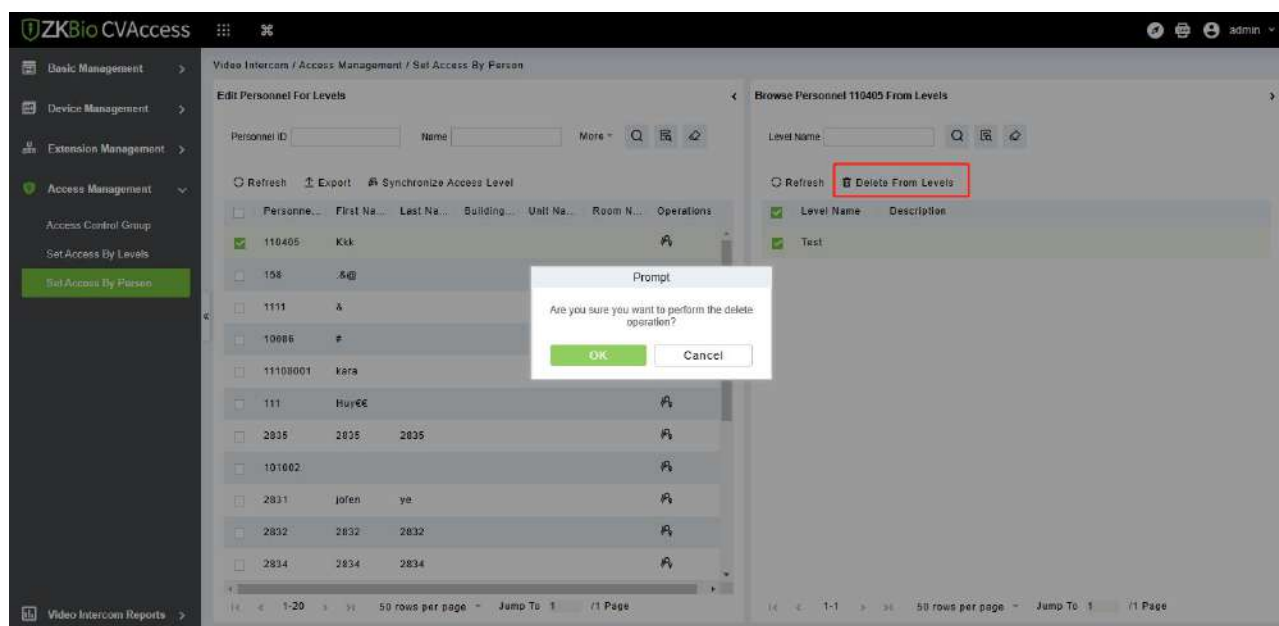 ZKBio CVAccess
admin
Basic Management
Device Management
Extension Management
Access Management
Access Control Group
Set Access By Levels
Set Access By Person
Video Intercom Reports
Video Intercom / Access Management / Set Access By Person
Edit Personnel For Levels
Personnel ID Name More
Refresh Export Synchronize Access Level
Personne... First Na... Last Na... Building... Unit Na... Room N... Operations
110405 Kkk
158 .&@
1111 &
10086 #
11108001 kara
111 Huy€€
2835 2835 2835
101602
2831 jofen ye
2832 2832 2832
2834 2834 2834
1-20 50 rows per page Jump To 1 /1 Page
Browse Personnel 110405 From Levels
Level Name
Refresh Delete From Levels
Level Name Description
Test
1-1 50 rows per page Jump To 1 /1 Page
Prompt
Are you sure you want to perform the delete
operation?
OK Cancel